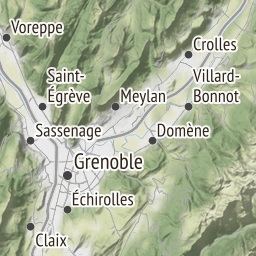 Voreppe
Crolles
Saint-
Égrève
Meylan
Villard-
Bonnot
Sassenage
Domène
Grenoble
Échirolles
Claix